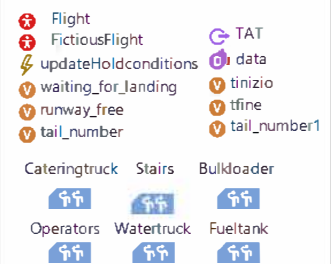 Flight
FictiousFlight
updateHoldconditions
waiting_for_landing
runway_free
tail_number
TAT
data
tinizio
tfine
tail_number1
Cateringtruck Stairs Bulkloader
Operators Watertruck Fueltank